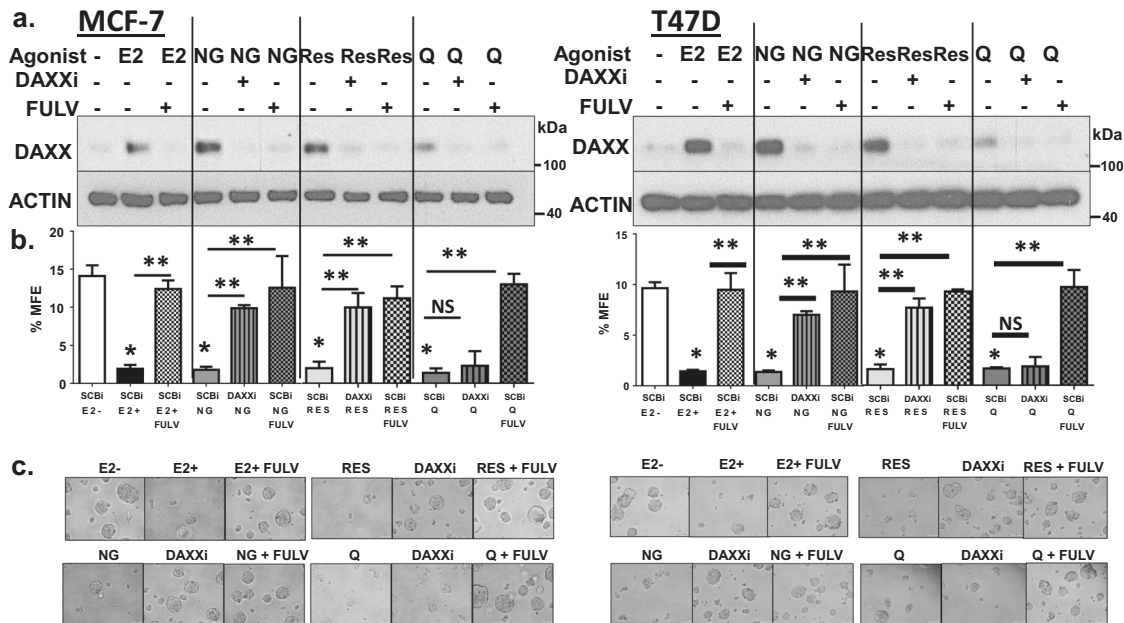 a. MCF-7 T47D
Agonist - E2 E2 NG NG NG Res Res Res Q Q Q Agonist - E2 E2 NG NG NG Res Res Res Q Q Q
DAXXi - - - - + - - + - - + - DAXXi - - - - + - - + - - + -
FULV - - + - - + - - + - - + FULV - - + - - + - - + - - +
kDa kDa
DAXX DAXX
100 100
ACTIN ACTIN
40 40
b.
20 15 10 5 0 % MFE
* ** * ** ** * ** ** * NS **
SCBi E2- SCBi E2+ SCBi E2+ FULV SCBi NG DAXXi NG SCBi NG FULV SCBi RES DAXXi RES SCBi RES FULV SCBi Q DAXXi Q SCBi Q FULV
15 10 5 0 % MFE
* ** * ** ** * ** ** * NS **
SCBi E2- SCBi E2+ SCBi E2+ FULV SCBi NG DAXXi NG SCBi NG FULV SCBi RES DAXXi RES SCBi RES FULV SCBi Q DAXXi Q SCBi Q FULV
c.
E2- E2+ E2+ FULV RES DAXXi RES + FULV E2- E2+ E2+ FULV RES DAXXi RES + FULV
NG DAXXi NG + FULV Q DAXXi Q + FULV NG DAXXi NG + FULV Q DAXXi Q + FULV